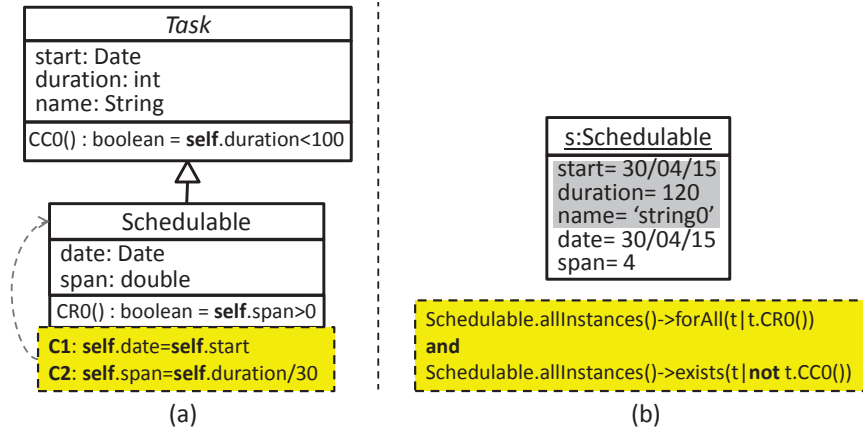 Task
start: Date
duration: int
name: String
CC0() : boolean = self.duration<100
Schedulable
date: Date
span: double
CR0() : boolean = self.span>0
C1: self.date=self.start
C2: self.span=self.duration/30
(a)
s:Schedulable
start= 30/04/15
duration= 120
name= ‘string0’
date= 30/04/15
span= 4
Schedulable.allInstances()->forAll(t|t.CR0())
and
Schedulable.allInstances()->exists(t|not t.CC0())
(b)